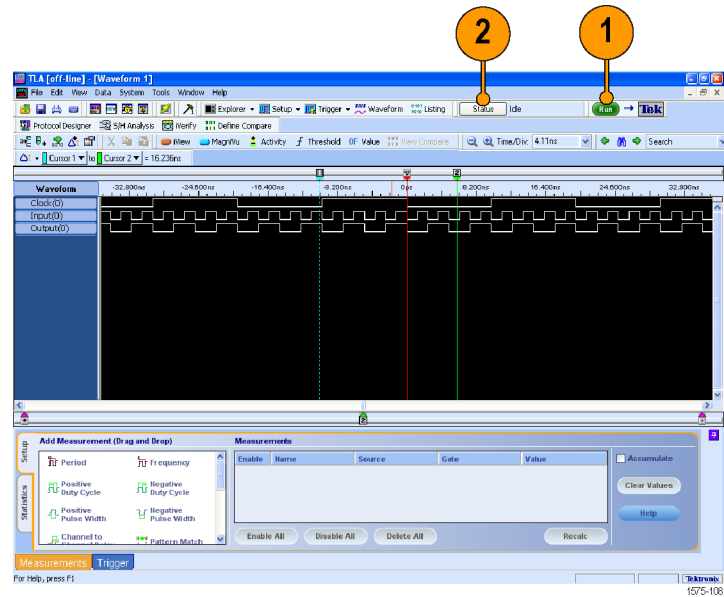 2
1
TLA [off-line] - [Waveform 1]
File Edit View Data System Tools Window Help
Explorer Setup Trigger Waveform Listing Status Idle Run Tek
Protocol Designer S/H Analysis iVerify Define Compare
iView MagniVu Activity Threshold Value View Compare Time/Div: 4.11ns Search
Cursor 1 to Cursor 2 = 16.236ns
1 2
Waveform -32.800ns -24.600ns -16.400ns -8.200ns 0ps 8.200ns 16.400ns 24.600ns 32.800ns
Clock(0)
Input(0)
Output(0)
2
Setup
Statistics
Add Measurement (Drag and Drop)
Period
Frequency
Positive Duty Cycle
Negative Duty Cycle
Positive Pulse Width
Negative Pulse Width
Channel to
Pattern Match
Measurements
Enable Name Source Gate Value
Enable All Disable All Delete All Recalc
Accumulate
Clear Values
Help
Measurements Trigger
For Help, press F1
Tektronix
1575-108